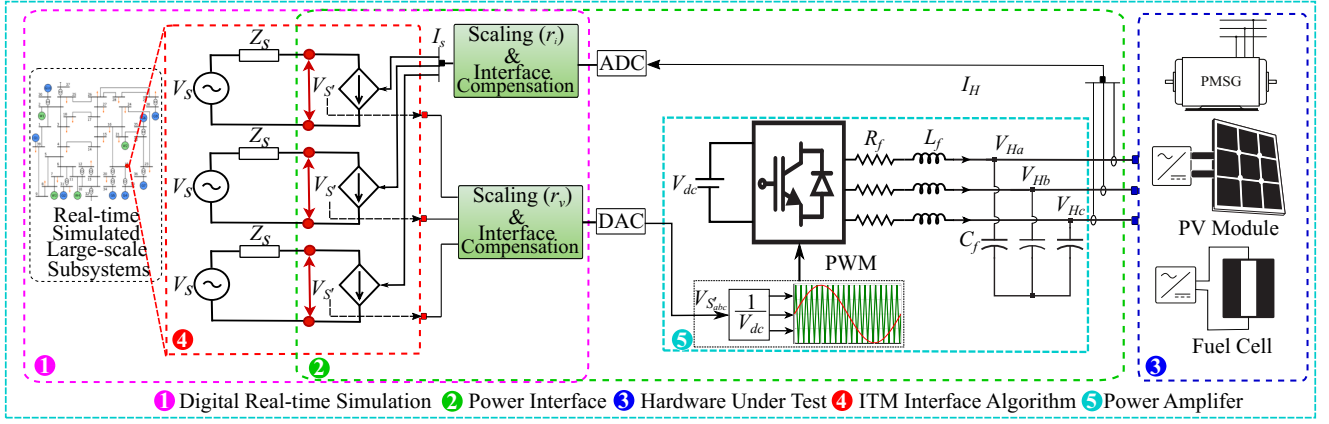 Z_s
V_s
V_S'
I_s
Scaling (r_i)
&
Interface
Compensation
ADC
I_H
PMSG
Z_s
V_s
V_S'
Z_s
V_s
V_S'
Real-time
Simulated
Large-scale
Subsystems
Scaling (r_v)
&
Interface
Compensation
DAC
V_dc
R_f
L_f
V_Ha
V_Hb
V_Hc
C_f
PWM
V_S'abc
1
V_dc
PV Module
Fuel Cell
1
4
2
5
3
1 Digital Real-time Simulation 2 Power Interface 3 Hardware Under Test 4 ITM Interface Algorithm 5 Power Amplifer